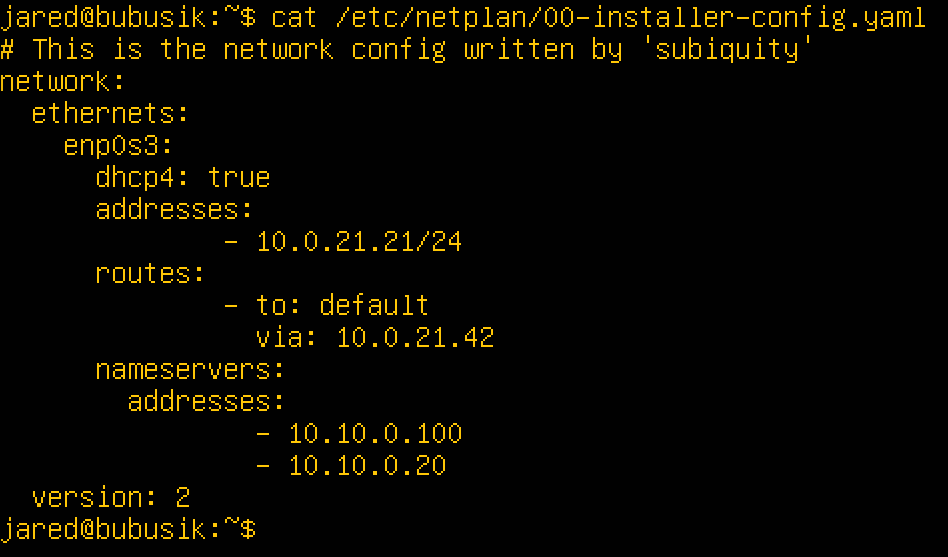 jared@bubusik:~$ cat /etc/netplan/00-installer-config.yaml
# This is the network config written by 'subiquity'
network:
  ethernets:
    enp0s3:
      dhcp4: true
      addresses:
              - 10.0.21.21/24
      routes:
              - to: default
                via: 10.0.21.42
      nameservers:
        addresses:
                - 10.10.0.100
                - 10.10.0.20
  version: 2
jared@bubusik:~$